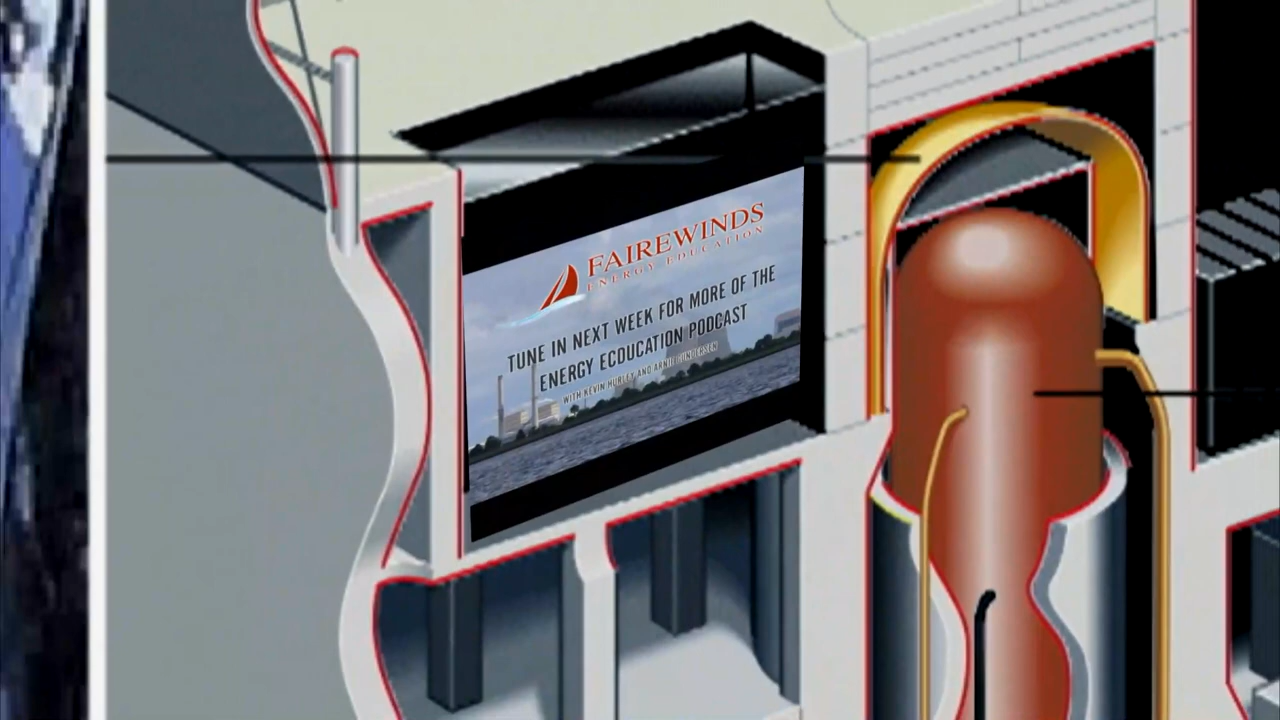 FAIREWINDS
ENERGY EDUCATION
TUNE IN NEXT WEEK FOR MORE OF THE
ENERGY ECDUCATION PODCAST
WITH KEVIN HURLEY AND ARNIE GUNDERSEN